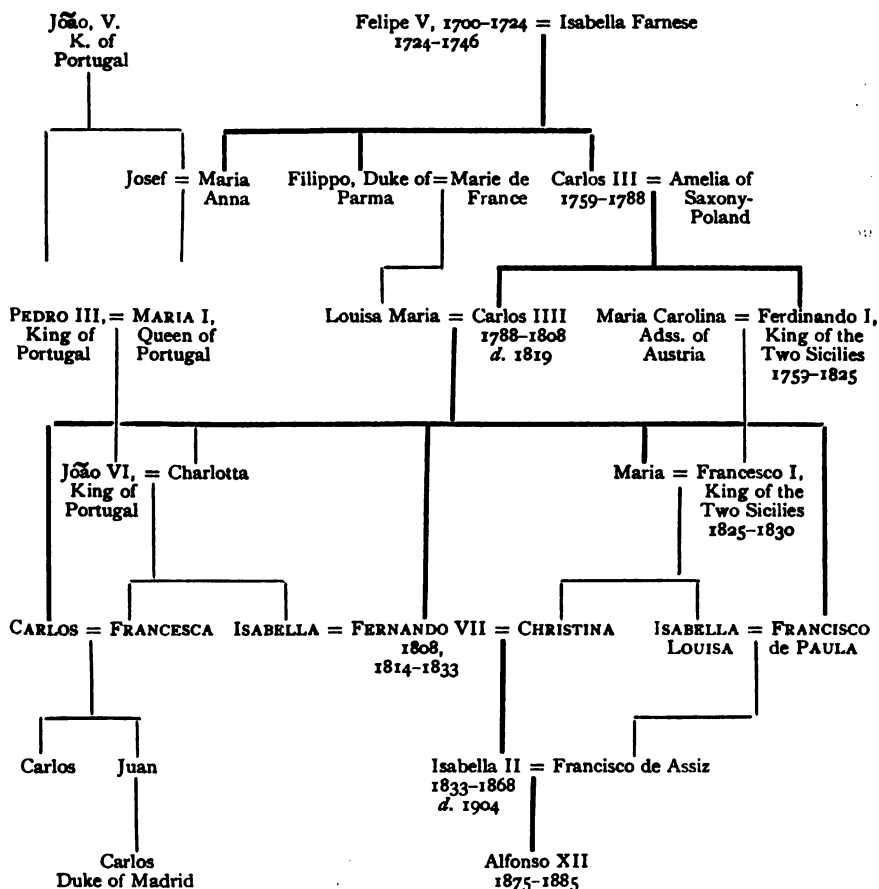 João, V.
K. of
Portugal
Felipe V, 1700–1724 = Isabella Farnese
1724–1746
Josef = Maria
Anna
Filippo, Duke of = Marie de
Parma France
Carlos III = Amelia of
1759–1788 Saxony-
Poland
PEDRO III, = MARIA I,
King of Queen of
Portugal Portugal
Louisa Maria = Carlos IIII
1788–1808
d. 1819
Maria Carolina = Ferdinando I,
Adss. of King of the
Austria Two Sicilies
1759–1825
João VI, = Charlotta
King of
Portugal
Maria = Francesco I,
King of the
Two Sicilies
1825–1830
CARLOS = FRANCESCA
ISABELLA = FERNANDO VII = CHRISTINA
1808,
1814–1833
ISABELLA = FRANCISCO
LOUISA de PAULA
Carlos Juan
Isabella II = Francisco de Assiz
1833–1868
d. 1904
Carlos
Duke of Madrid
Alfonso XII
1875–1885